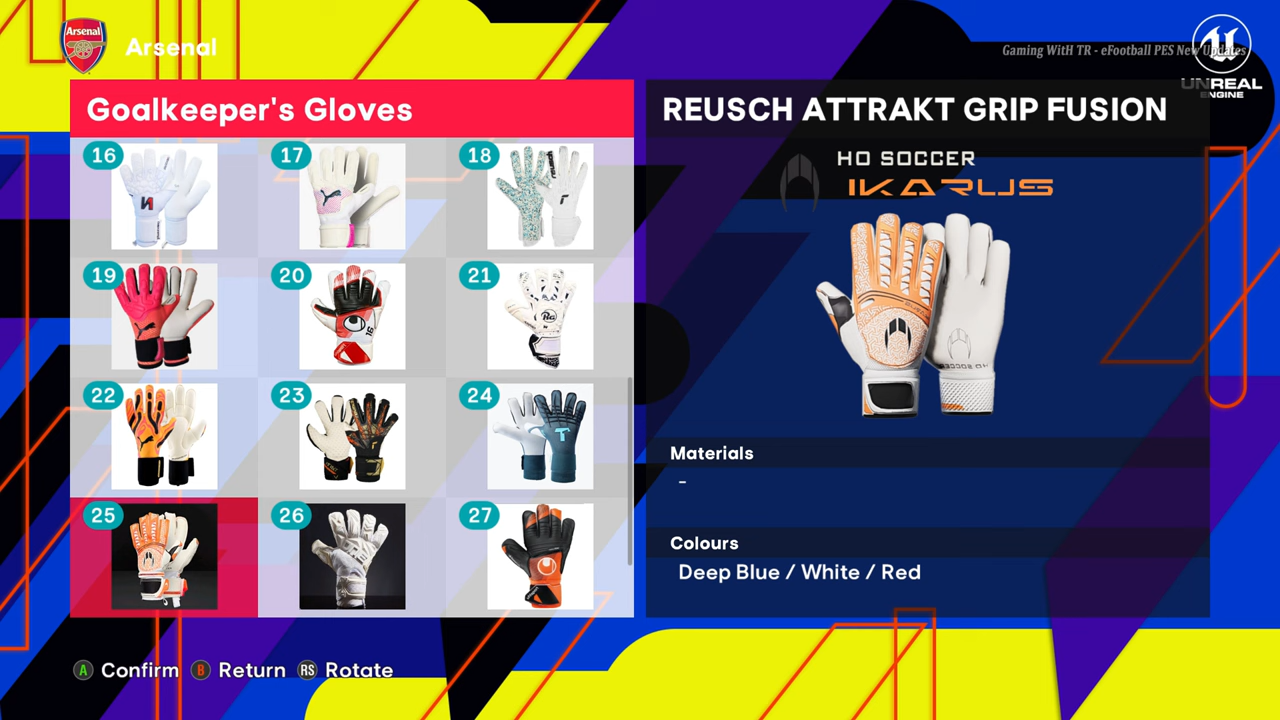 Arsenal
Arsenal
Gaming WitH TR - eFootball PES New Updates
UNREAL
ENGINE
Goalkeeper's Gloves
REUSCH ATTRAKT GRIP FUSION
HO SOCCER
IKARUS
16
17
18
19
20
21
22
23
24
25
26
27
Materials
-
Colours
Deep Blue / White / Red
A Confirm B Return RS Rotate